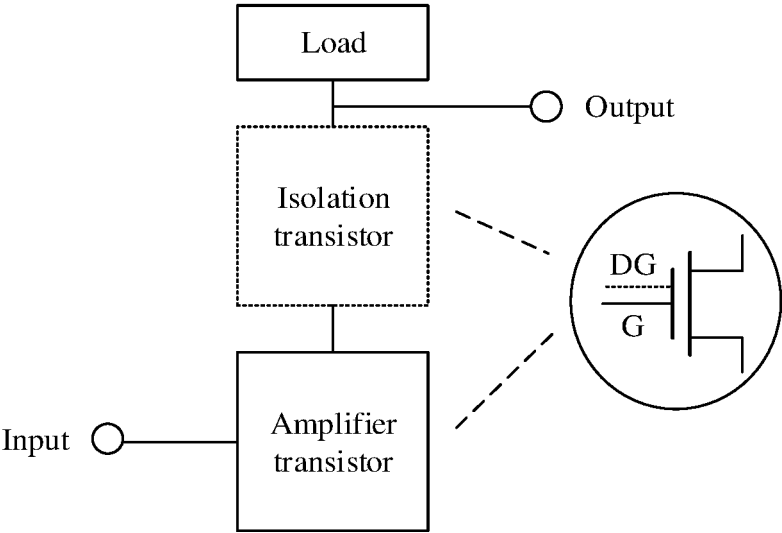 Load
Output
Isolation
transistor
DG
G
Input
Amplifier
transistor